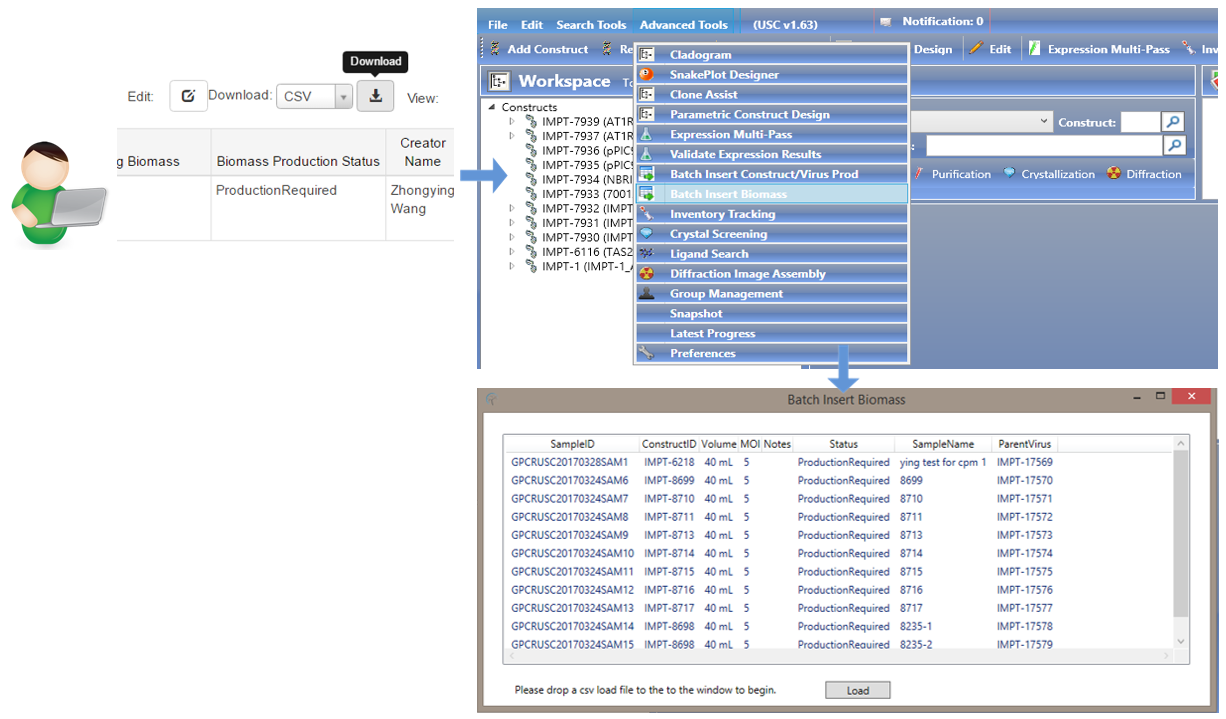 Download
Edit:
Download:
CSV
View:
g Biomass
Biomass Production Status
Creator
Name
ProductionRequired
Zhongying
Wang
File Edit Search Tools Advanced Tools (USC v1.63) Notification: 0
Add Construct Re Design Edit Expression Multi-Pass Inv
Workspace To
Constructs
IMPT-7939 (AT1R
IMPT-7937 (AT1R
IMPT-7936 (pPIC9
IMPT-7935 (pPIC9
IMPT-7934 (NBRI
IMPT-7933 (7001
IMPT-7932 (IMPT
IMPT-7931 (IMPT
IMPT-7930 (IMPT
IMPT-6116 (TAS2
IMPT-1 (IMPT-1_A
Cladogram
SnakePlot Designer
Clone Assist
Parametric Construct Design
Expression Multi-Pass
Validate Expression Results
Batch Insert Construct/Virus Prod
Batch Insert Biomass
Inventory Tracking
Crystal Screening
Ligand Search
Diffraction Image Assembly
Group Management
Snapshot
Latest Progress
Preferences
Construct:
:
Purification Crystallization Diffraction
Batch Insert Biomass
SampleID ConstructID Volume MOI Notes Status SampleName ParentVirus
GPCRUSC20170328SAM1 IMPT-6218 40 mL 5 ProductionRequired ying test for cpm 1 IMPT-17569
GPCRUSC20170324SAM6 IMPT-8699 40 mL 5 ProductionRequired 8699 IMPT-17570
GPCRUSC20170324SAM7 IMPT-8710 40 mL 5 ProductionRequired 8710 IMPT-17571
GPCRUSC20170324SAM8 IMPT-8711 40 mL 5 ProductionRequired 8711 IMPT-17572
GPCRUSC20170324SAM9 IMPT-8713 40 mL 5 ProductionRequired 8713 IMPT-17573
GPCRUSC20170324SAM10 IMPT-8714 40 mL 5 ProductionRequired 8714 IMPT-17574
GPCRUSC20170324SAM11 IMPT-8715 40 mL 5 ProductionRequired 8715 IMPT-17575
GPCRUSC20170324SAM12 IMPT-8716 40 mL 5 ProductionRequired 8716 IMPT-17576
GPCRUSC20170324SAM13 IMPT-8717 40 mL 5 ProductionRequired 8717 IMPT-17577
GPCRUSC20170324SAM14 IMPT-8698 40 mL 5 ProductionRequired 8235-1 IMPT-17578
GPCRUSC20170324SAM15 IMPT-8698 40 mL 5 ProductionRequired 8235-2 IMPT-17579
Please drop a csv load file to the to the window to begin.
Load